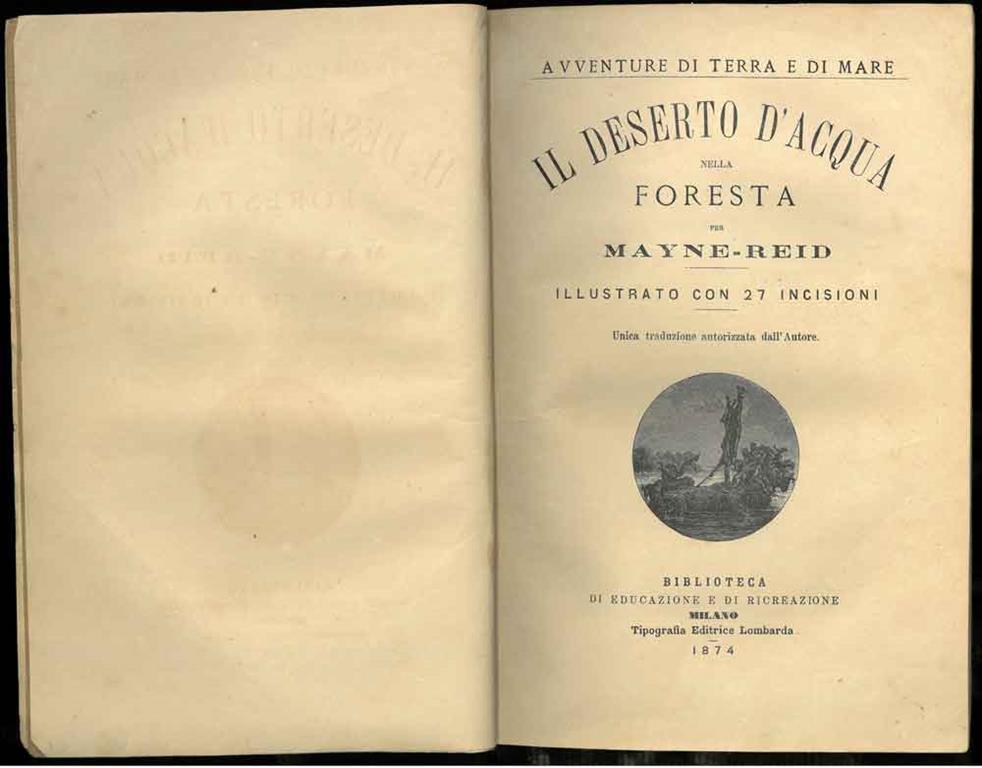 AVVENTURE DI TERRA E DI MARE
IL DESERTO D'ACQUA
NELLA
FORESTA
PER
MAYNE-REID
ILLUSTRATO CON 27 INCISIONI
Unica traduzione autorizzata dall'Autore.
BIBLIOTECA
DI EDUCAZIONE E DI RICREAZIONE
MILANO
Tipografia Editrice Lombarda
1874